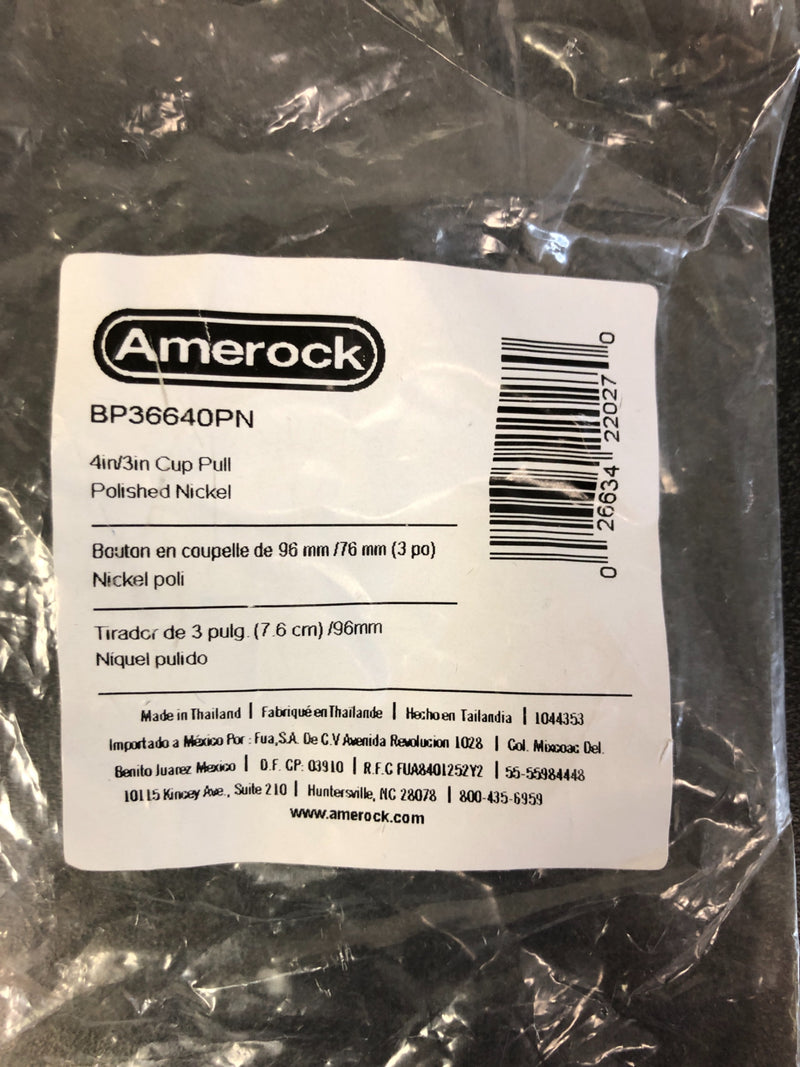 Amerock
BP36640PN
4in/3in Cup Pull
Polished Nickel
Bouton en coupelle de 96 mm /76 mm (3 po)
Nickel poli
Tirador de 3 pulg. (7.6 cm) /96mm
Níquel pulido
0 26634 22027 0
Made in Thailand | Fabriqué en Thaïlande | Hecho en Tailandia | 1044353
Importado a México Por : Fua,S.A. De C.V Avenida Revolucion 1028 | Col. Mixcoac Del.
Benito Juarez Mexico | D.F. CP: 03910 | R.F.C FUA8401252Y2 | 55-55984448
10115 Kincey Ave., Suite 210 | Huntersville, NC 28078 | 800-435-6959
www.amerock.com